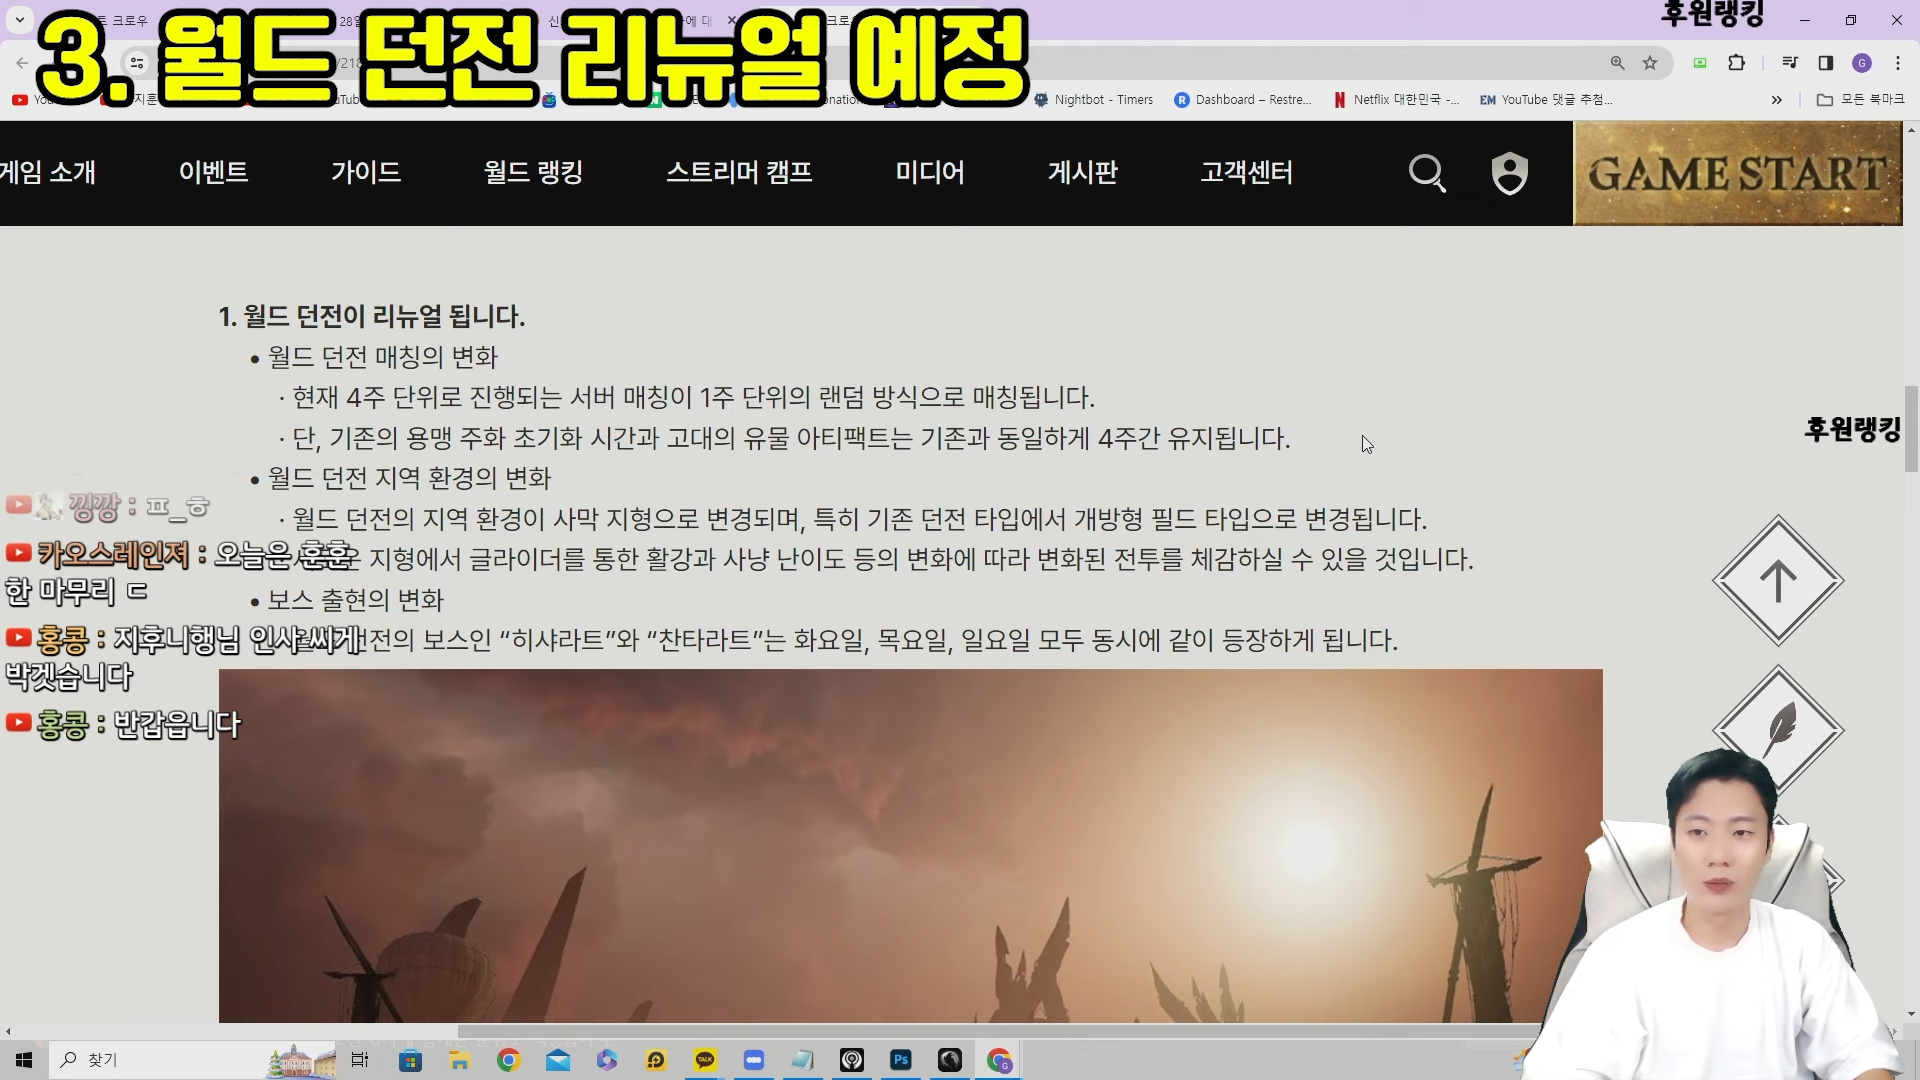 3. 월드 던전 리뉴얼 예정
후원랭킹
Nightbot - Timers
Dashboard – Restre...
Netflix 대한민국 -...
YouTube 댓글 추첨...
모든 북마크
게임 소개
이벤트
가이드
월드 랭킹
스트리머 캠프
미디어
게시판
고객센터
GAME START
1. 월드 던전이 리뉴얼 됩니다.
• 월드 던전 매칭의 변화
· 현재 4주 단위로 진행되는 서버 매칭이 1주 단위의 랜덤 방식으로 매칭됩니다.
· 단, 기존의 용맹 주화 초기화 시간과 고대의 유물 아티팩트는 기존과 동일하게 4주간 유지됩니다.
후원랭킹
• 월드 던전 지역 환경의 변화
· 월드 던전의 지역 환경이 사막 지형으로 변경되며, 특히 기존 던전 타입에서 개방형 필드 타입으로 변경됩니다.
지형에서 글라이더를 통한 활강과 사냥 난이도 등의 변화에 따라 변화된 전투를 체감하실 수 있을 것입니다.
• 보스 출현의 변화
보스인 “히샤라트”와 “찬타라트”는 화요일, 목요일, 일요일 모두 동시에 같이 등장하게 됩니다.
낑깡 : ㅍ_ㅎ
카오스레인져 : 오늘은 훈훈
한 마무리 ㄷ
홍콩 : 지후니행님 인사 씨게
박겟습니다
홍콩 : 반갑읍니다
찾기